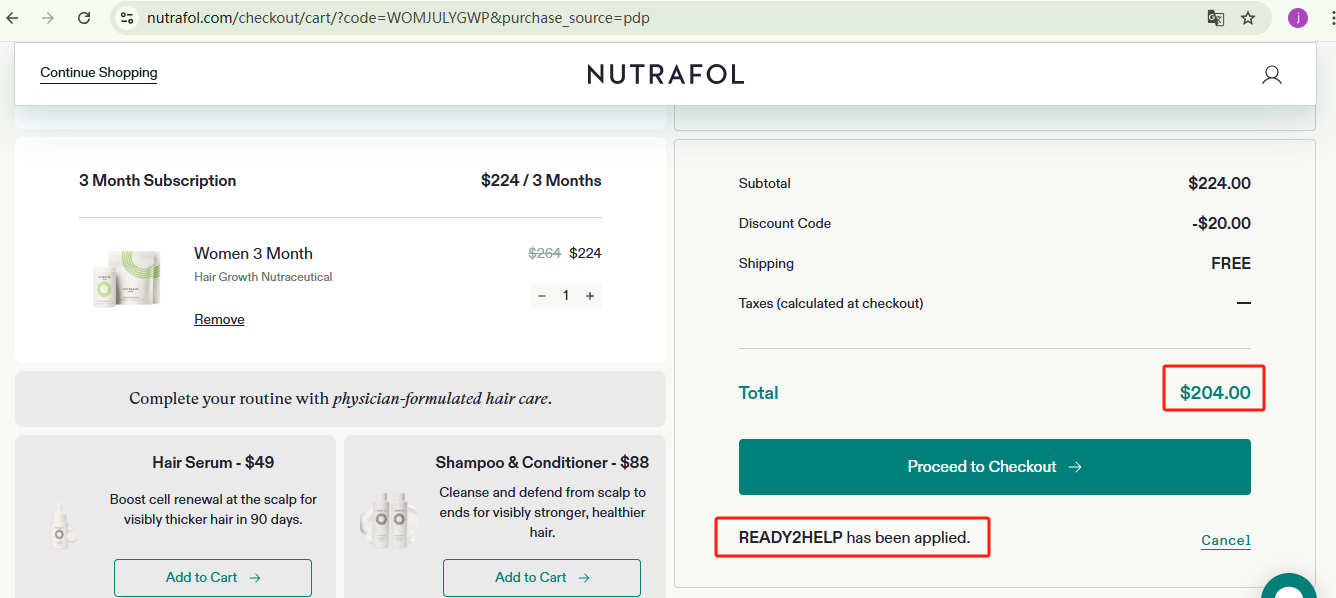 nutrafol.com/checkout/cart/?code=WOMJULYGWP&purchase_source=pdp
j
Continue Shopping
NUTRAFOL
3 Month Subscription
$224 / 3 Months
Women 3 Month
$264 $224
Hair Growth Nutraceutical
− 1 +
Remove
Complete your routine with physician-formulated hair care.
Hair Serum - $49
Boost cell renewal at the scalp for
visibly thicker hair in 90 days.
Add to Cart →
Shampoo & Conditioner - $88
Cleanse and defend from scalp to
ends for visibly stronger, healthier
hair.
Add to Cart →
Subtotal
$224.00
Discount Code
-$20.00
Shipping
FREE
Taxes (calculated at checkout)
—
Total
$204.00
Proceed to Checkout →
READY2HELP has been applied.
Cancel